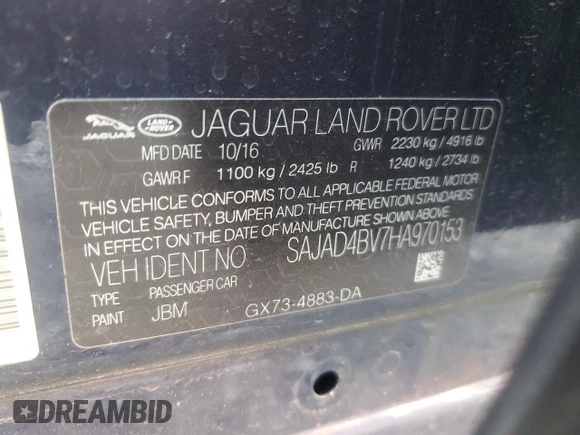 JAGUAR LAND-ROVER JAGUAR LAND ROVER LTD
MFD DATE 10/16 GVWR 2230 kg / 4916 lb
GAWR F 1100 kg / 2425 lb R 1240 kg / 2734 lb
THIS VEHICLE CONFORMS TO ALL APPLICABLE FEDERAL MOTOR
VEHICLE SAFETY, BUMPER AND THEFT PREVENTION STANDARDS
IN EFFECT ON THE DATE OF MANUFACTURE SHOWN ABOVE.
VEH IDENT NO SAJAD4BV7HA970153
TYPE PASSENGER CAR
PAINT JBM GX73-4883-DA
DREAMBID